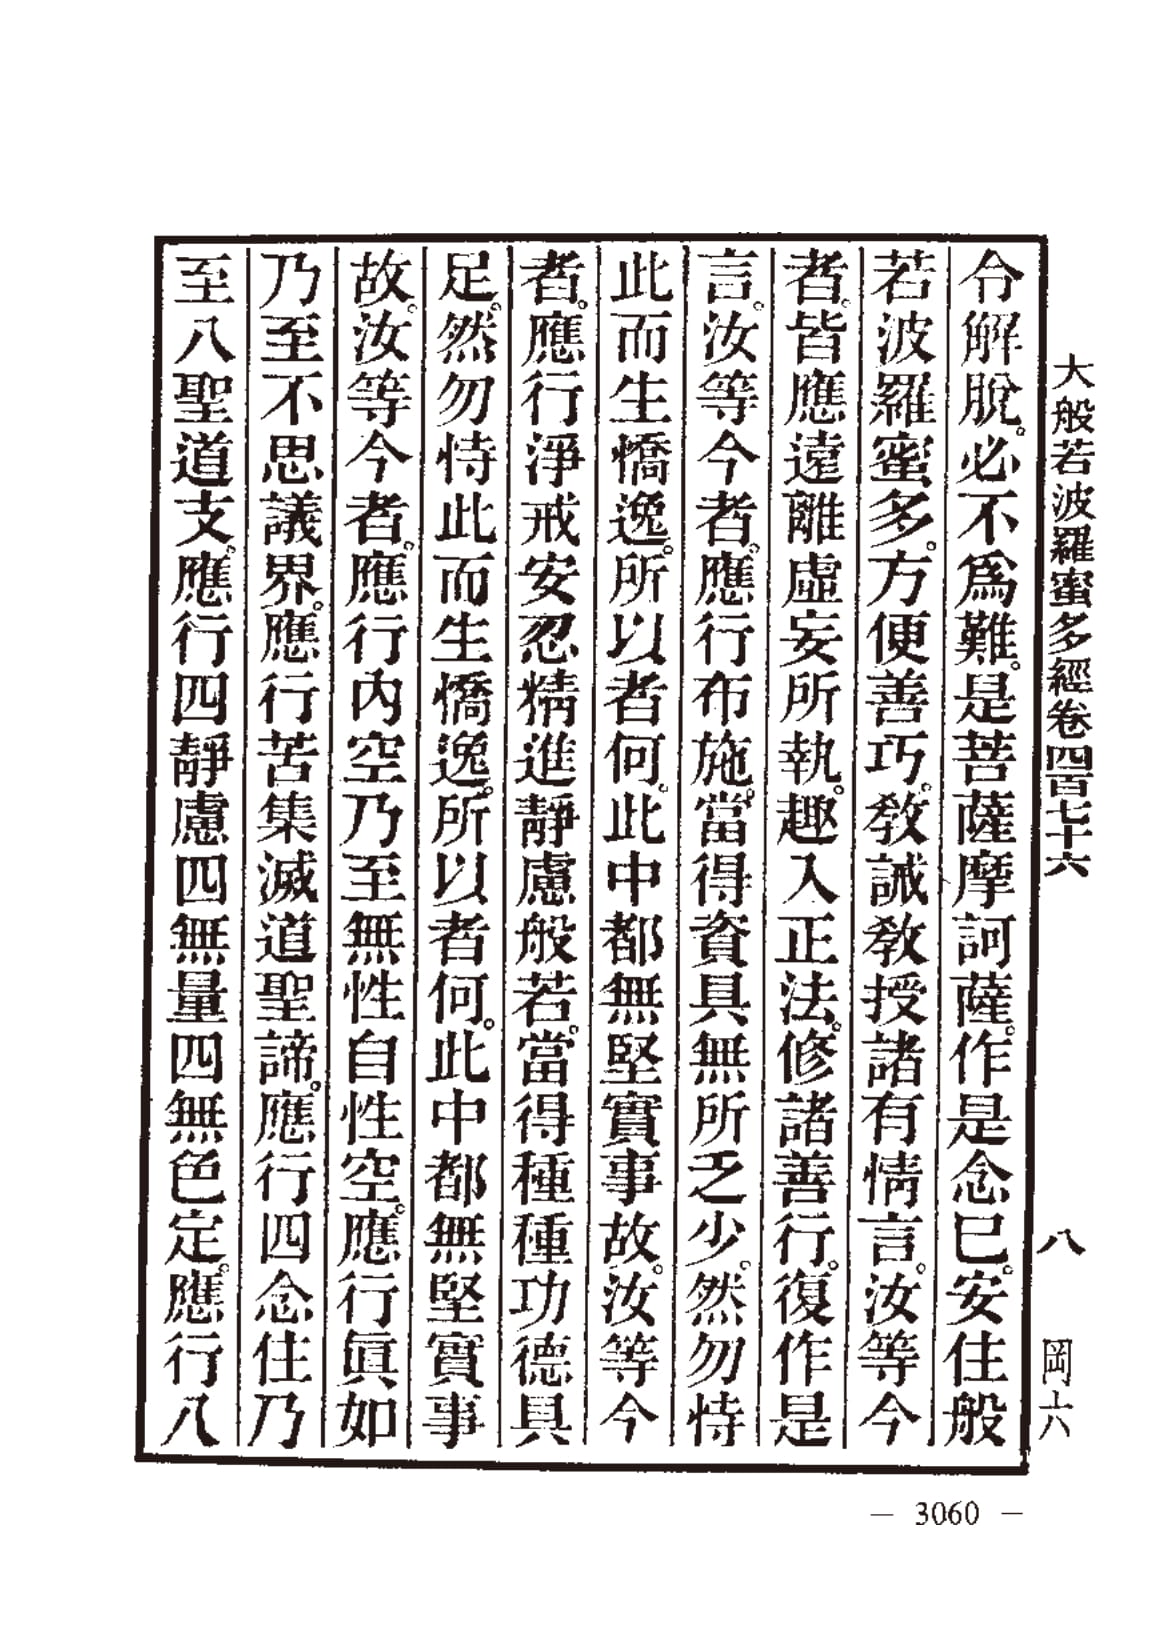 大般若波羅蜜多經卷四百七十六　八　岡六
令解脫。必不爲難。是菩薩摩訶薩。作是念已。安住般
若波羅蜜多。方便善巧。敎誡敎授諸有情言。汝等今
者。皆應遠離虛妄所執。趣入正法。修諸善行。復作是
言。汝等今者。應行布施。當得資具無所乏少。然勿恃
此而生憍逸。所以者何。此中都無堅實事故。汝等今
者。應行淨戒安忍精進靜慮般若。當得種種功德具
足。然勿恃此而生憍逸。所以者何。此中都無堅實事
故。汝等今者。應行內空乃至無性自性空。應行眞如
乃至不思議界。應行苦集滅道聖諦。應行四念住乃
至八聖道支。應行四靜慮四無量四無色定。應行八
— 3060 —